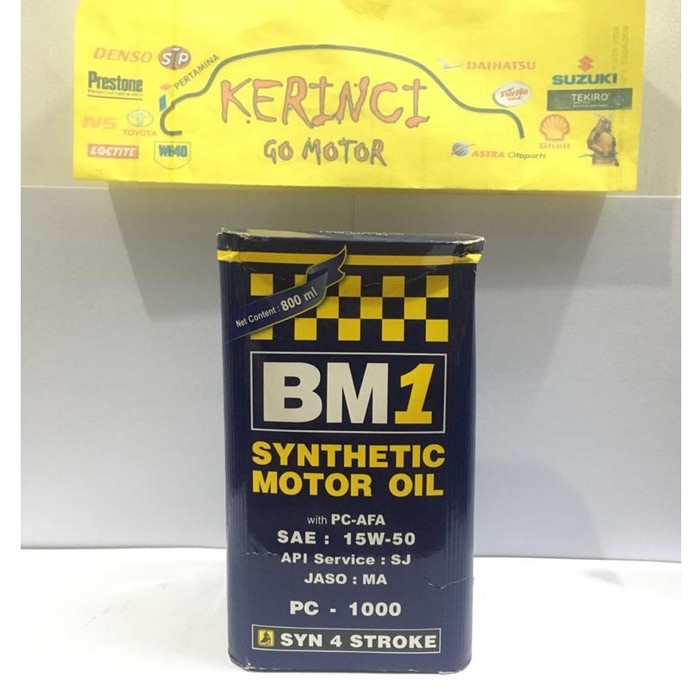 DENSO
STP
PERTAMINA
Prestone
TOYOTA
LOCTITE
WD40
KERINCI
GO MOTOR
DAIHATSU
SUZUKI
Turtle
WAX
TEKIRO
Shell
ASTRA Otoparts
Net Content : 800 ml
BM1
SYNTHETIC
MOTOR OIL
with PC-AFA
SAE : 15W-50
API Service : SJ
JASO : MA
PC - 1000
SYN 4 STROKE